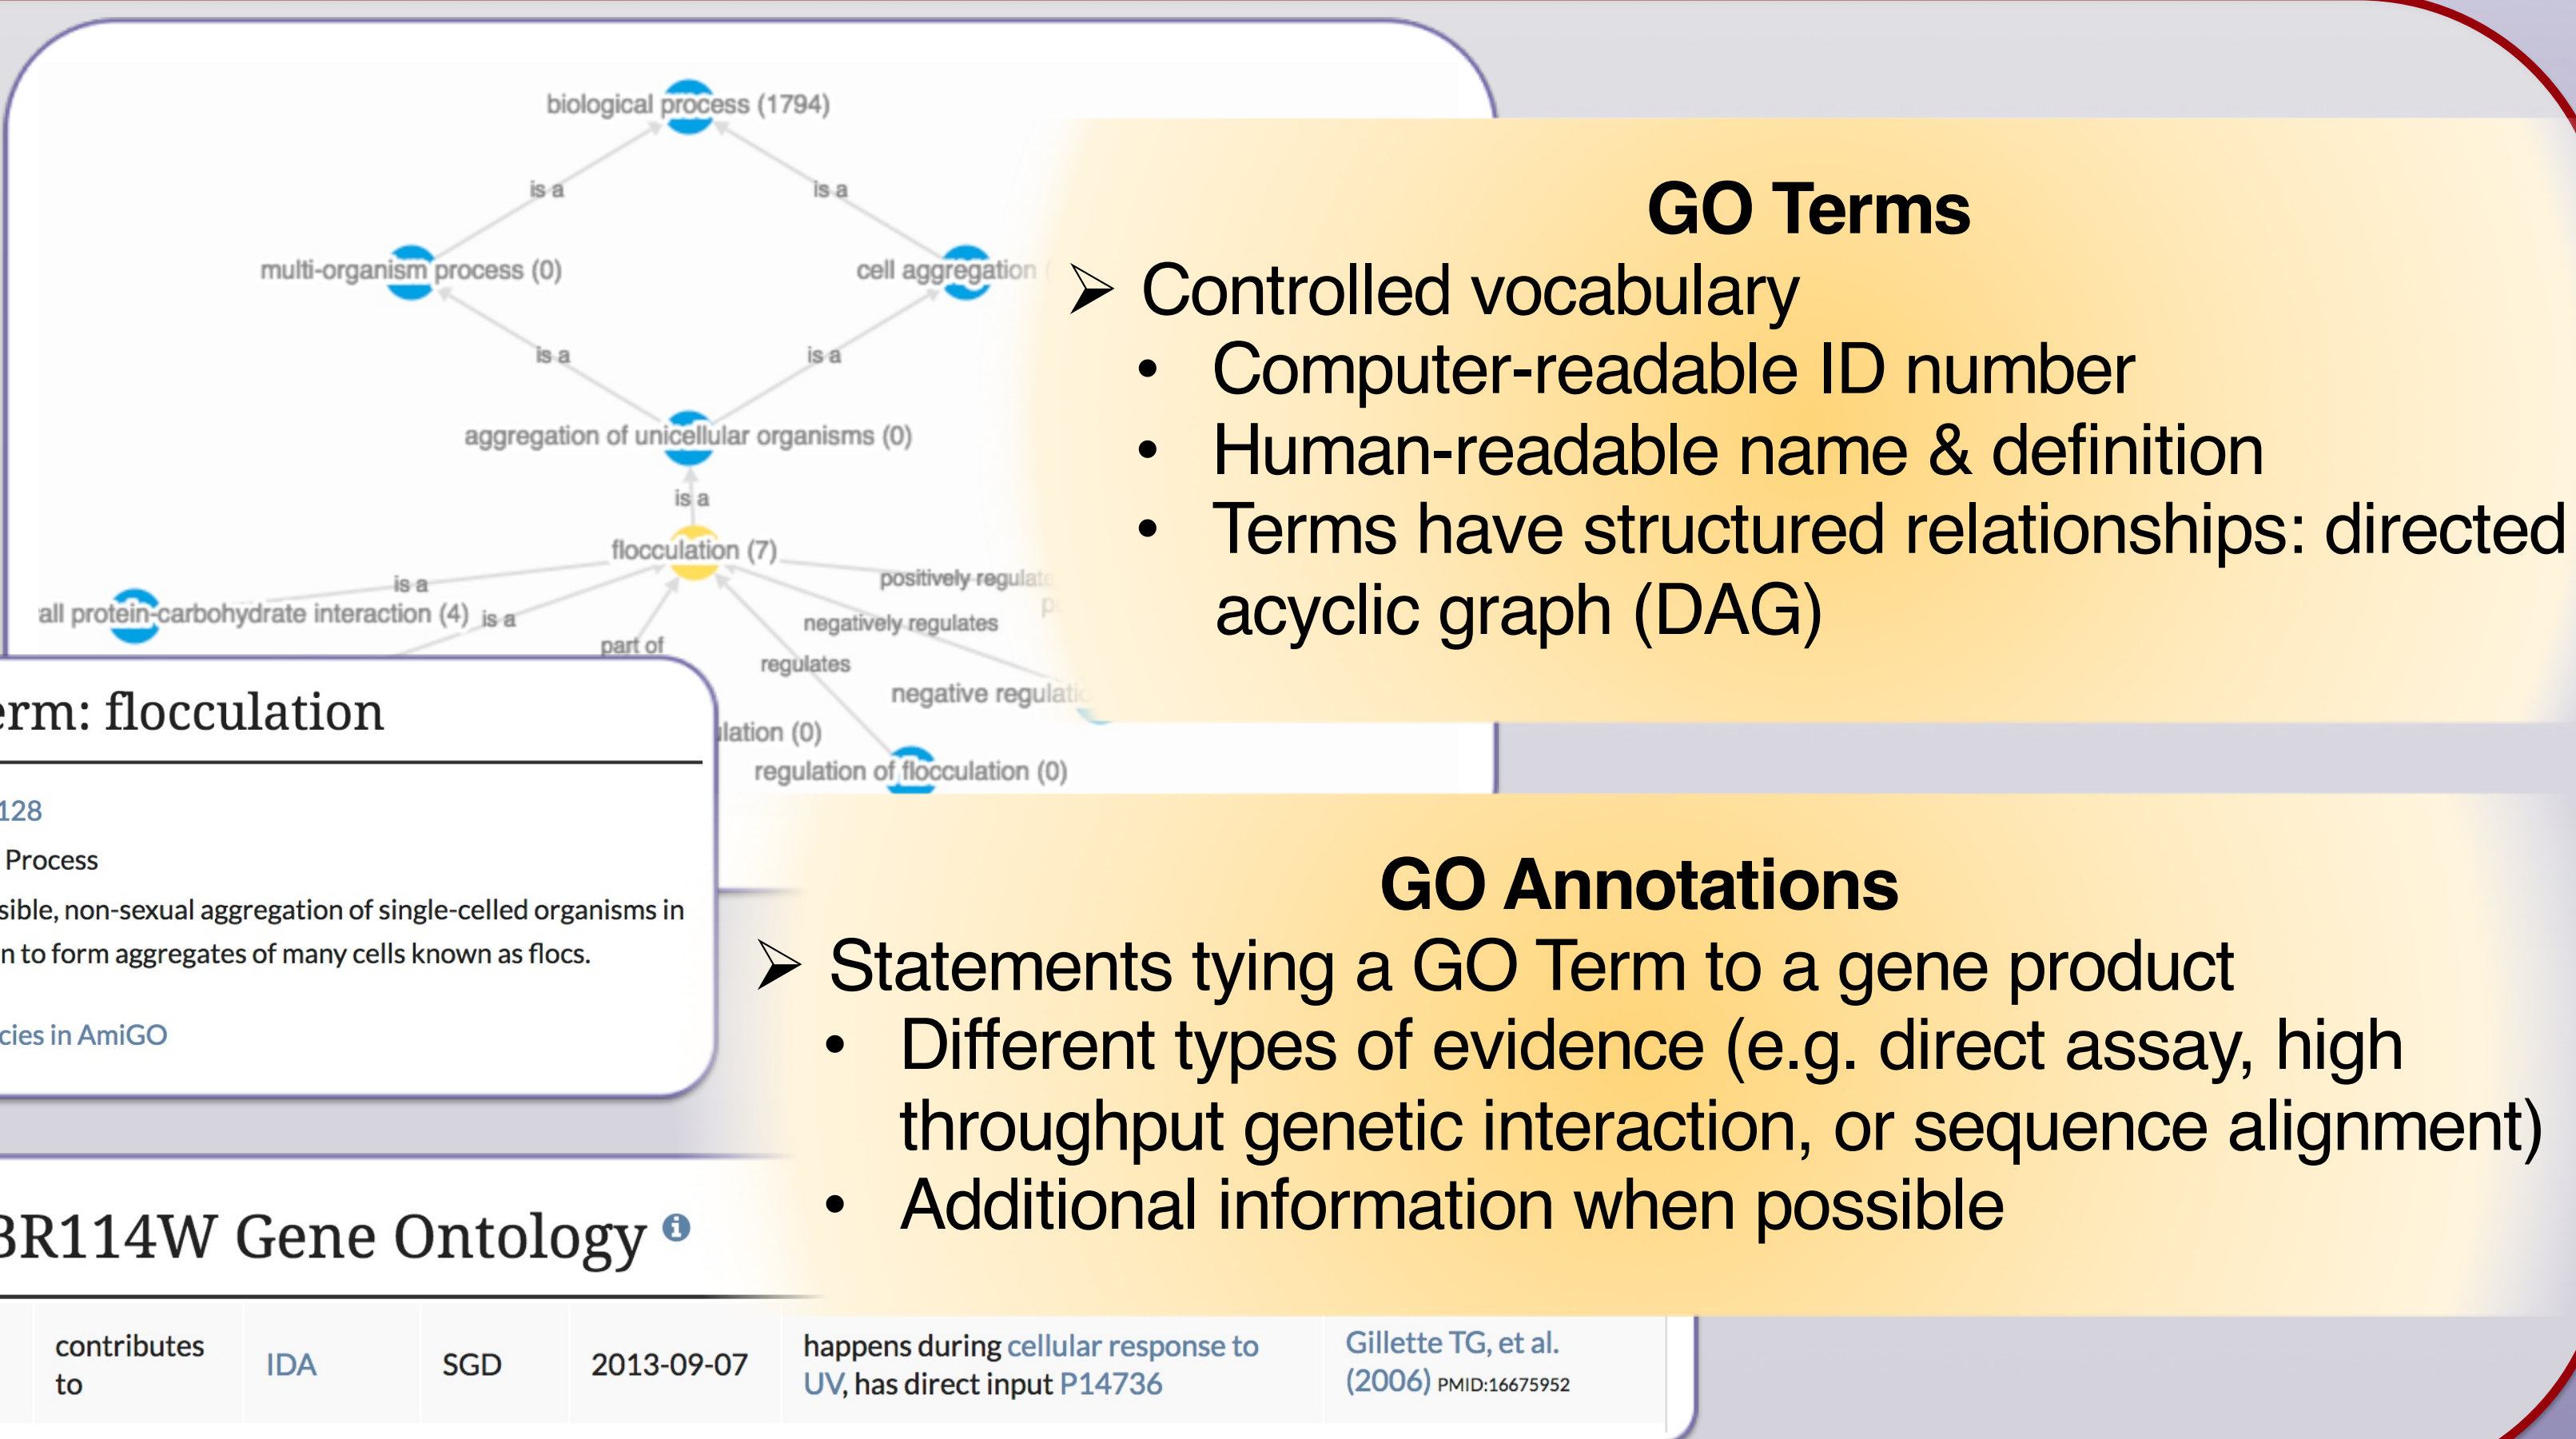 biological process (1794)
is a
is a
multi-organism process (0)
cell aggregation
is a
is a
aggregation of unicellular organisms (0)
is a
flocculation (7)
is a
positively regulate
all protein-carbohydrate interaction (4)
is a
negatively regulates
part of
regulates
negative regulatio
lation (0)
regulation of flocculation (0)
GO Terms
➢ Controlled vocabulary
• Computer-readable ID number
• Human-readable name & definition
• Terms have structured relationships: directed
acyclic graph (DAG)
erm: flocculation
128
Process
sible, non-sexual aggregation of single-celled organisms in
n to form aggregates of many cells known as flocs.
cies in AmiGO
GO Annotations
➢ Statements tying a GO Term to a gene product
• Different types of evidence (e.g. direct assay, high
throughput genetic interaction, or sequence alignment)
• Additional information when possible
BR114W Gene Ontology
contributes
to
IDA
SGD
2013-09-07
happens during cellular response to
UV, has direct input P14736
Gillette TG, et al.
(2006) PMID:16675952